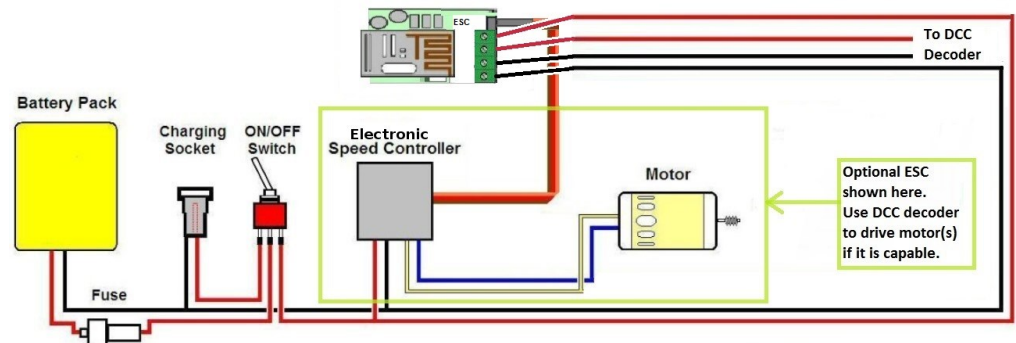 ESC
To DCC
Decoder
Battery Pack
Charging
Socket
ON/OFF
Switch
Electronic
Speed Controller
Motor
Optional ESC
shown here.
Use DCC decoder
to drive motor(s)
if it is capable.
Fuse